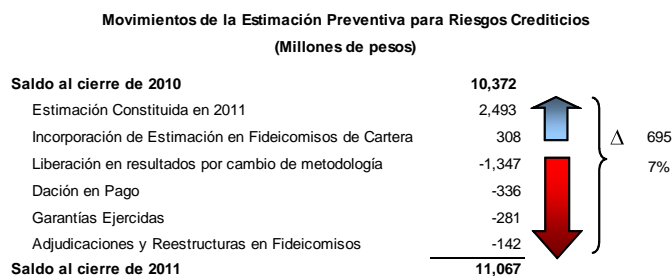 Movimientos de la Estimación Preventiva para Riesgos Crediticios
(Millones de pesos)
Saldo al cierre de 2010 10,372
Estimación Constituida en 2011 2,493
Incorporación de Estimación en Fideicomisos de Cartera 308 Δ 695
Liberación en resultados por cambio de metodología -1,347 7%
Dación en Pago -336
Garantías Ejercidas -281
Adjudicaciones y Reestructuras en Fideicomisos -142
Saldo al cierre de 2011 11,067